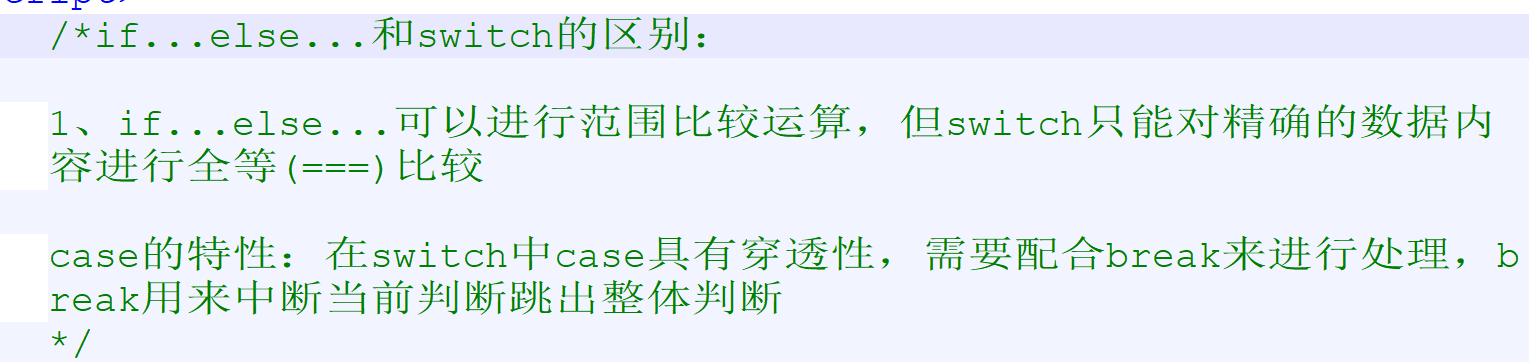 /*if...else...和switch的区别：
1、if...else...可以进行范围比较运算，但switch只能对精确的数据内
容进行全等(===)比较
case的特性：在switch中case具有穿透性，需要配合break来进行处理，b
reak用来中断当前判断跳出整体判断
*/